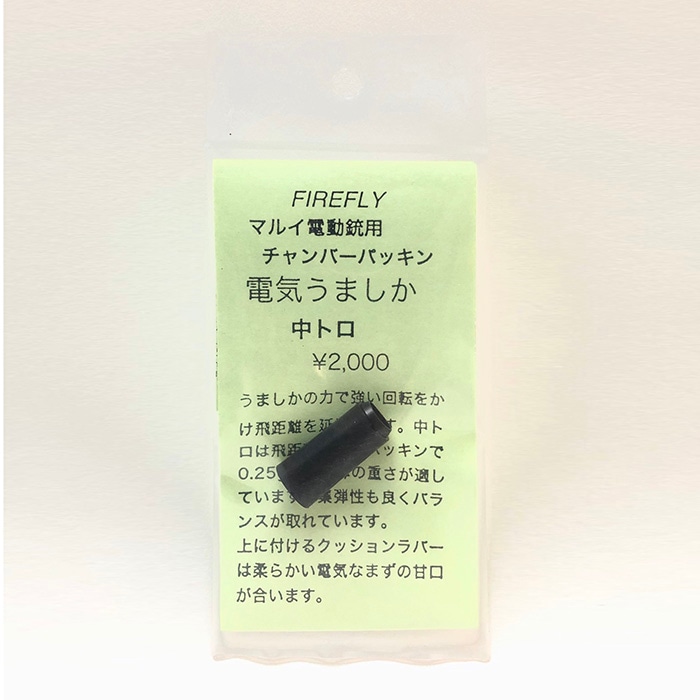 FIREFLY
マルイ電動銃用
チャンバーパッキン
電気うましか
中トロ
¥2,000
うましかの力で強い回転をか
け飛距離を延 す。中ト
ロは飛距 パッキンで
0.25 の重さが適し
ています 集弾性も良くバラ
ンスが取れています。
上に付けるクッションラバー
は柔らかい電気なまずの甘口
が合います。